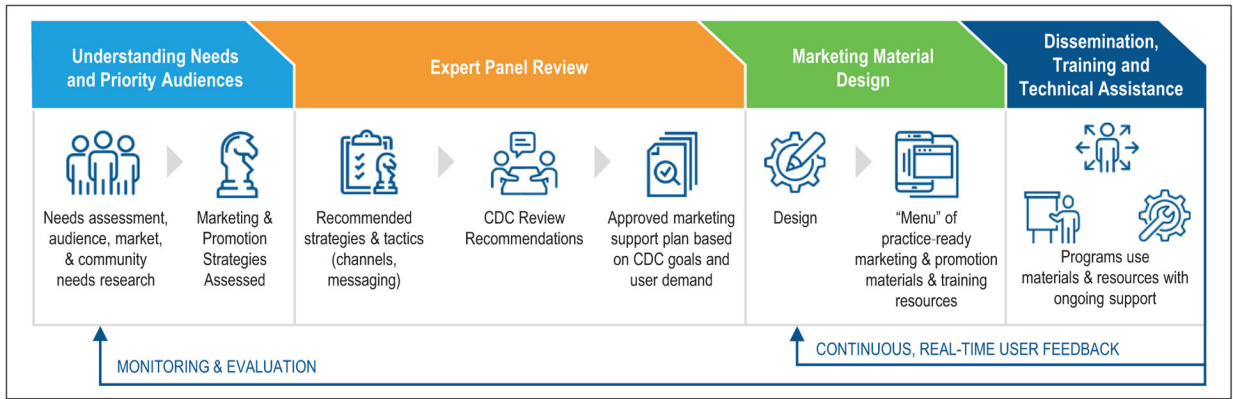 Understanding Needs
and Priority Audiences
Expert Panel Review
Marketing Material
Design
Dissemination,
Training and
Technical Assistance
Needs assessment,
audience, market,
& community
needs research
Marketing &
Promotion
Strategies
Assessed
Recommended
strategies & tactics
(channels,
messaging)
CDC Review
Recommendations
Approved marketing
support plan based
on CDC goals and
user demand
Design
“Menu” of
practice-ready
marketing & promotion
materials & training
resources
Programs use
materials & resources with
ongoing support
CONTINUOUS, REAL-TIME USER FEEDBACK
MONITORING & EVALUATION